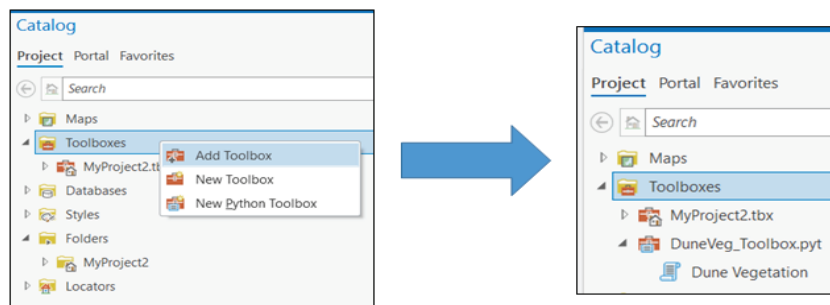 Catalog
Project Portal Favorites
Search
Maps
Toolboxes
MyProject2.tb
Add Toolbox
New Toolbox
New Python Toolbox
Databases
Styles
Folders
MyProject2
Locators
Catalog
Project Portal Favorites
Search
Maps
Toolboxes
MyProject2.tbx
DuneVeg_Toolbox.pyt
Dune Vegetation